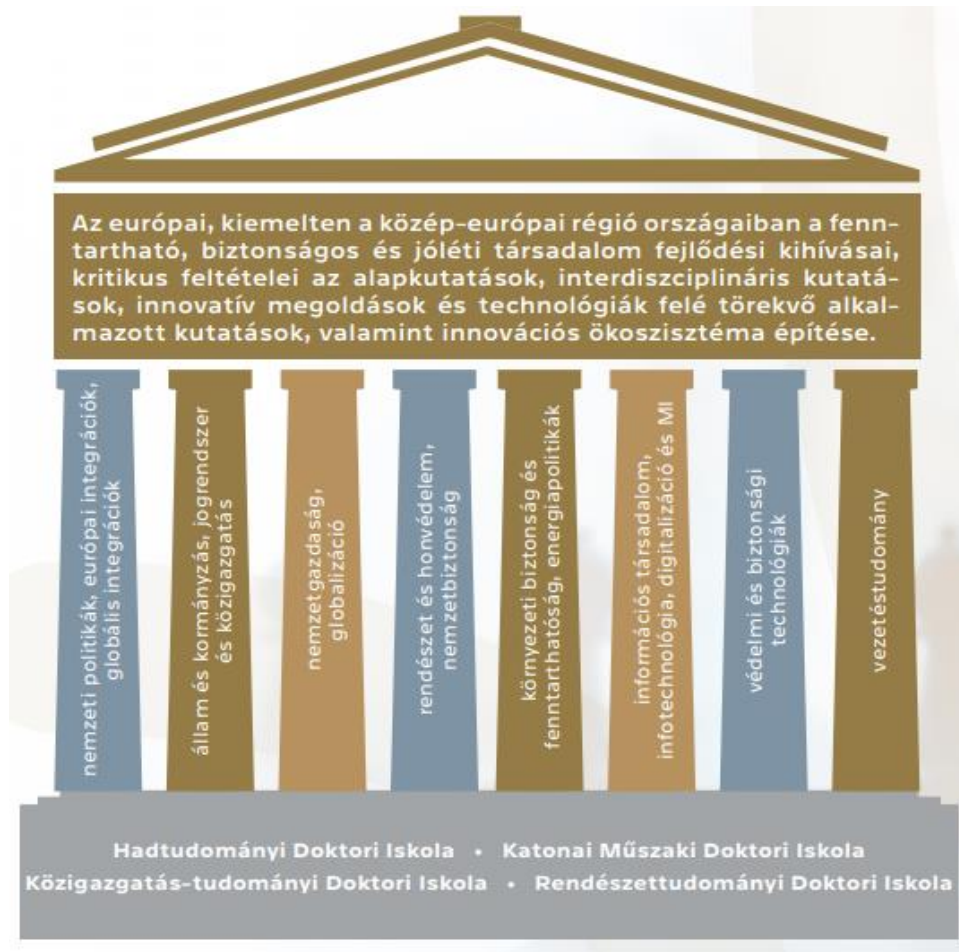 Az európai, kiemelten a közép-európai régió országaiban a fenn-
tartható, biztonságos és jóléti társadalom fejlődési kihívásai,
kritikus feltételei az alapkutatások, interdiszciplináris kutatá-
sok, innovatív megoldások és technológiák felé törekvő alkal-
mazott kutatások, valamint innovációs ökoszisztéma építése.
nemzeti politikák, európai integrációk,
globális integrációk
állam és kormányzás, jogrendszer
és közigazgatás
nemzetgazdaság,
globalizáció
rendészet és honvédelem,
nemzetbiztonság
környezeti biztonság és
fenntarthatóság, energiapolitikák
információs társadalom,
infotechnológia, digitalizáció és MI
védelmi és biztonsági
technológiák
vezetéstudomány
Hadtudományi Doktori Iskola • Katonai Műszaki Doktori Iskola
Közigazgatás-tudományi Doktori Iskola • Rendészettudományi Doktori Iskola